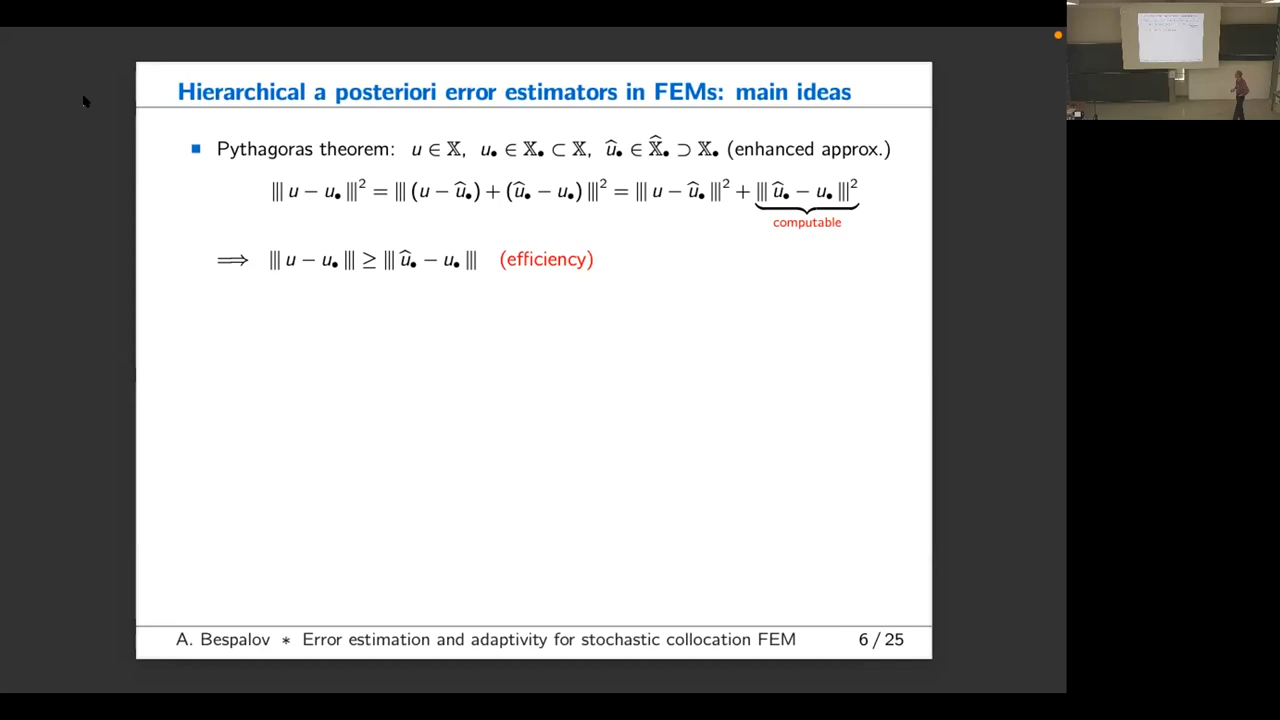 Hierarchical a posteriori error estimators in FEMs: main ideas
Pythagoras theorem: u ∈ 𝕏, u• ∈ 𝕏• ⊂ 𝕏, û• ∈ 𝕏̂• ⊃ 𝕏• (enhanced approx.)
||| u − u• |||² = ||| (u − û•) + (û• − u•) |||² = ||| u − û• |||² + ||| û• − u• |||²
computable
⟹ ||| u − u• ||| ≥ ||| û• − u• ||| (efficiency)
A. Bespalov ∗ Error estimation and adaptivity for stochastic collocation FEM 6 / 25